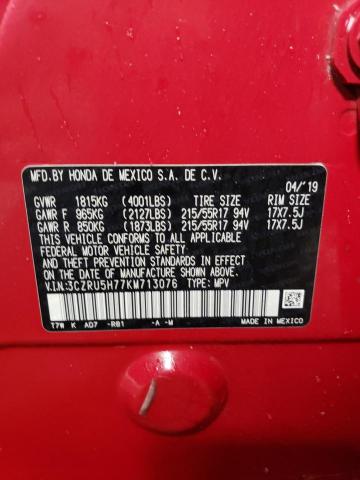 MFD.BY HONDA DE MEXICO S.A. DE C.V.
04/'19
GVWR 1815KG (4001LBS) TIRE SIZE RIM SIZE
GAWR F 965KG (2127LBS) 215/55R17 94V 17X7.5J
GAWR R 850KG (1873LBS) 215/55R17 94V 17X7.5J
THIS VEHICLE CONFORMS TO ALL APPLICABLE
FEDERAL MOTOR VEHICLE SAFETY, BUMPER,
AND THEFT PREVENTION STANDARDS IN EFFECT
ON THE DATE OF MANUFACTURE SHOWN ABOVE.
V.I.N:3CZRU5H77KM713076 TYPE: MPV
T7W K AD7 -RB1 -A -M
MADE IN MEXICO